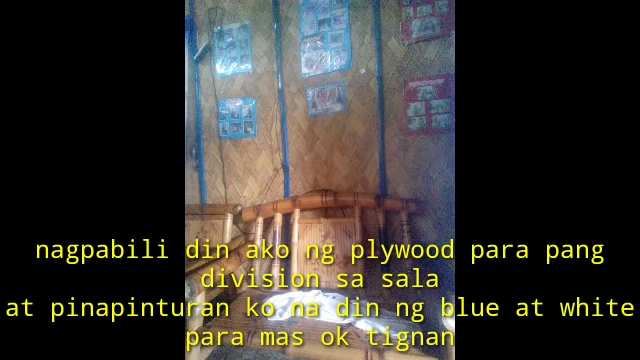 nagpabili din ako ng plywood para pang
division sa sala
at pinapinturan ko na din ng blue at white
para mas ok tignan